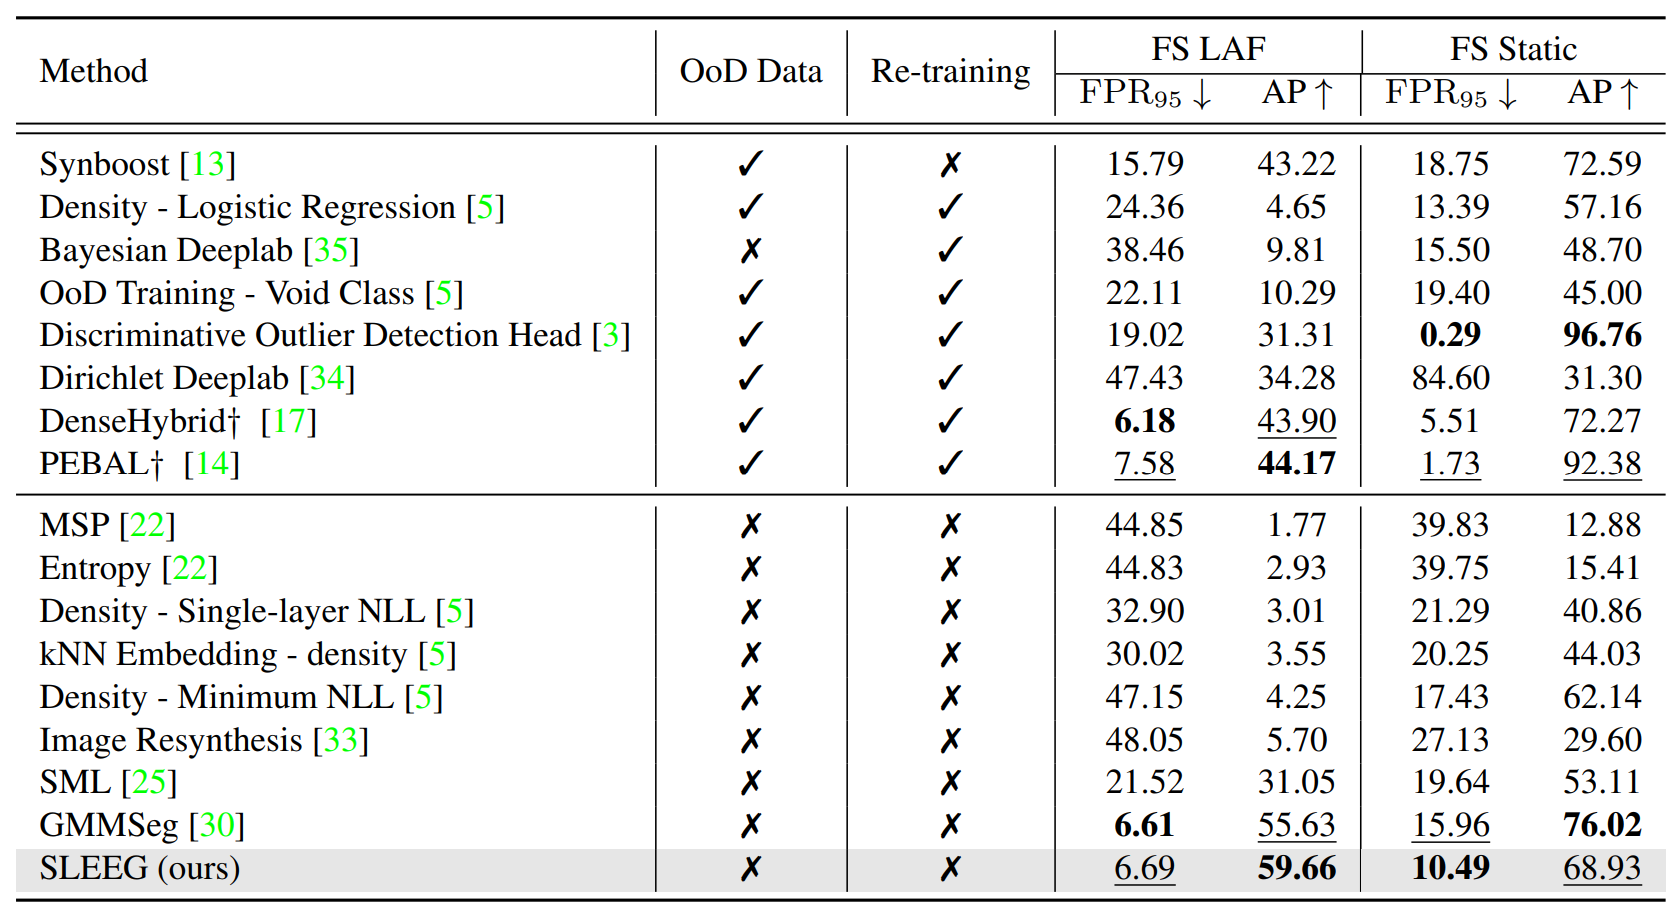 Method OoD Data Re-training FS LAF FS Static
FPR95 ↓ AP ↑ FPR95 ↓ AP ↑
Synboost [13] ✓ ✗ 15.79 43.22 18.75 72.59
Density - Logistic Regression [5] ✓ ✓ 24.36 4.65 13.39 57.16
Bayesian Deeplab [35] ✗ ✓ 38.46 9.81 15.50 48.70
OoD Training - Void Class [5] ✓ ✓ 22.11 10.29 19.40 45.00
Discriminative Outlier Detection Head [3] ✓ ✓ 19.02 31.31 0.29 96.76
Dirichlet Deeplab [34] ✓ ✓ 47.43 34.28 84.60 31.30
DenseHybrid† [17] ✓ ✓ 6.18 43.90 5.51 72.27
PEBAL† [14] ✓ ✓ 7.58 44.17 1.73 92.38
MSP [22] ✗ ✗ 44.85 1.77 39.83 12.88
Entropy [22] ✗ ✗ 44.83 2.93 39.75 15.41
Density - Single-layer NLL [5] ✗ ✗ 32.90 3.01 21.29 40.86
kNN Embedding - density [5] ✗ ✗ 30.02 3.55 20.25 44.03
Density - Minimum NLL [5] ✗ ✗ 47.15 4.25 17.43 62.14
Image Resynthesis [33] ✗ ✗ 48.05 5.70 27.13 29.60
SML [25] ✗ ✗ 21.52 31.05 19.64 53.11
GMMSeg [30] ✗ ✗ 6.61 55.63 15.96 76.02
SLEEG (ours) ✗ ✗ 6.69 59.66 10.49 68.93